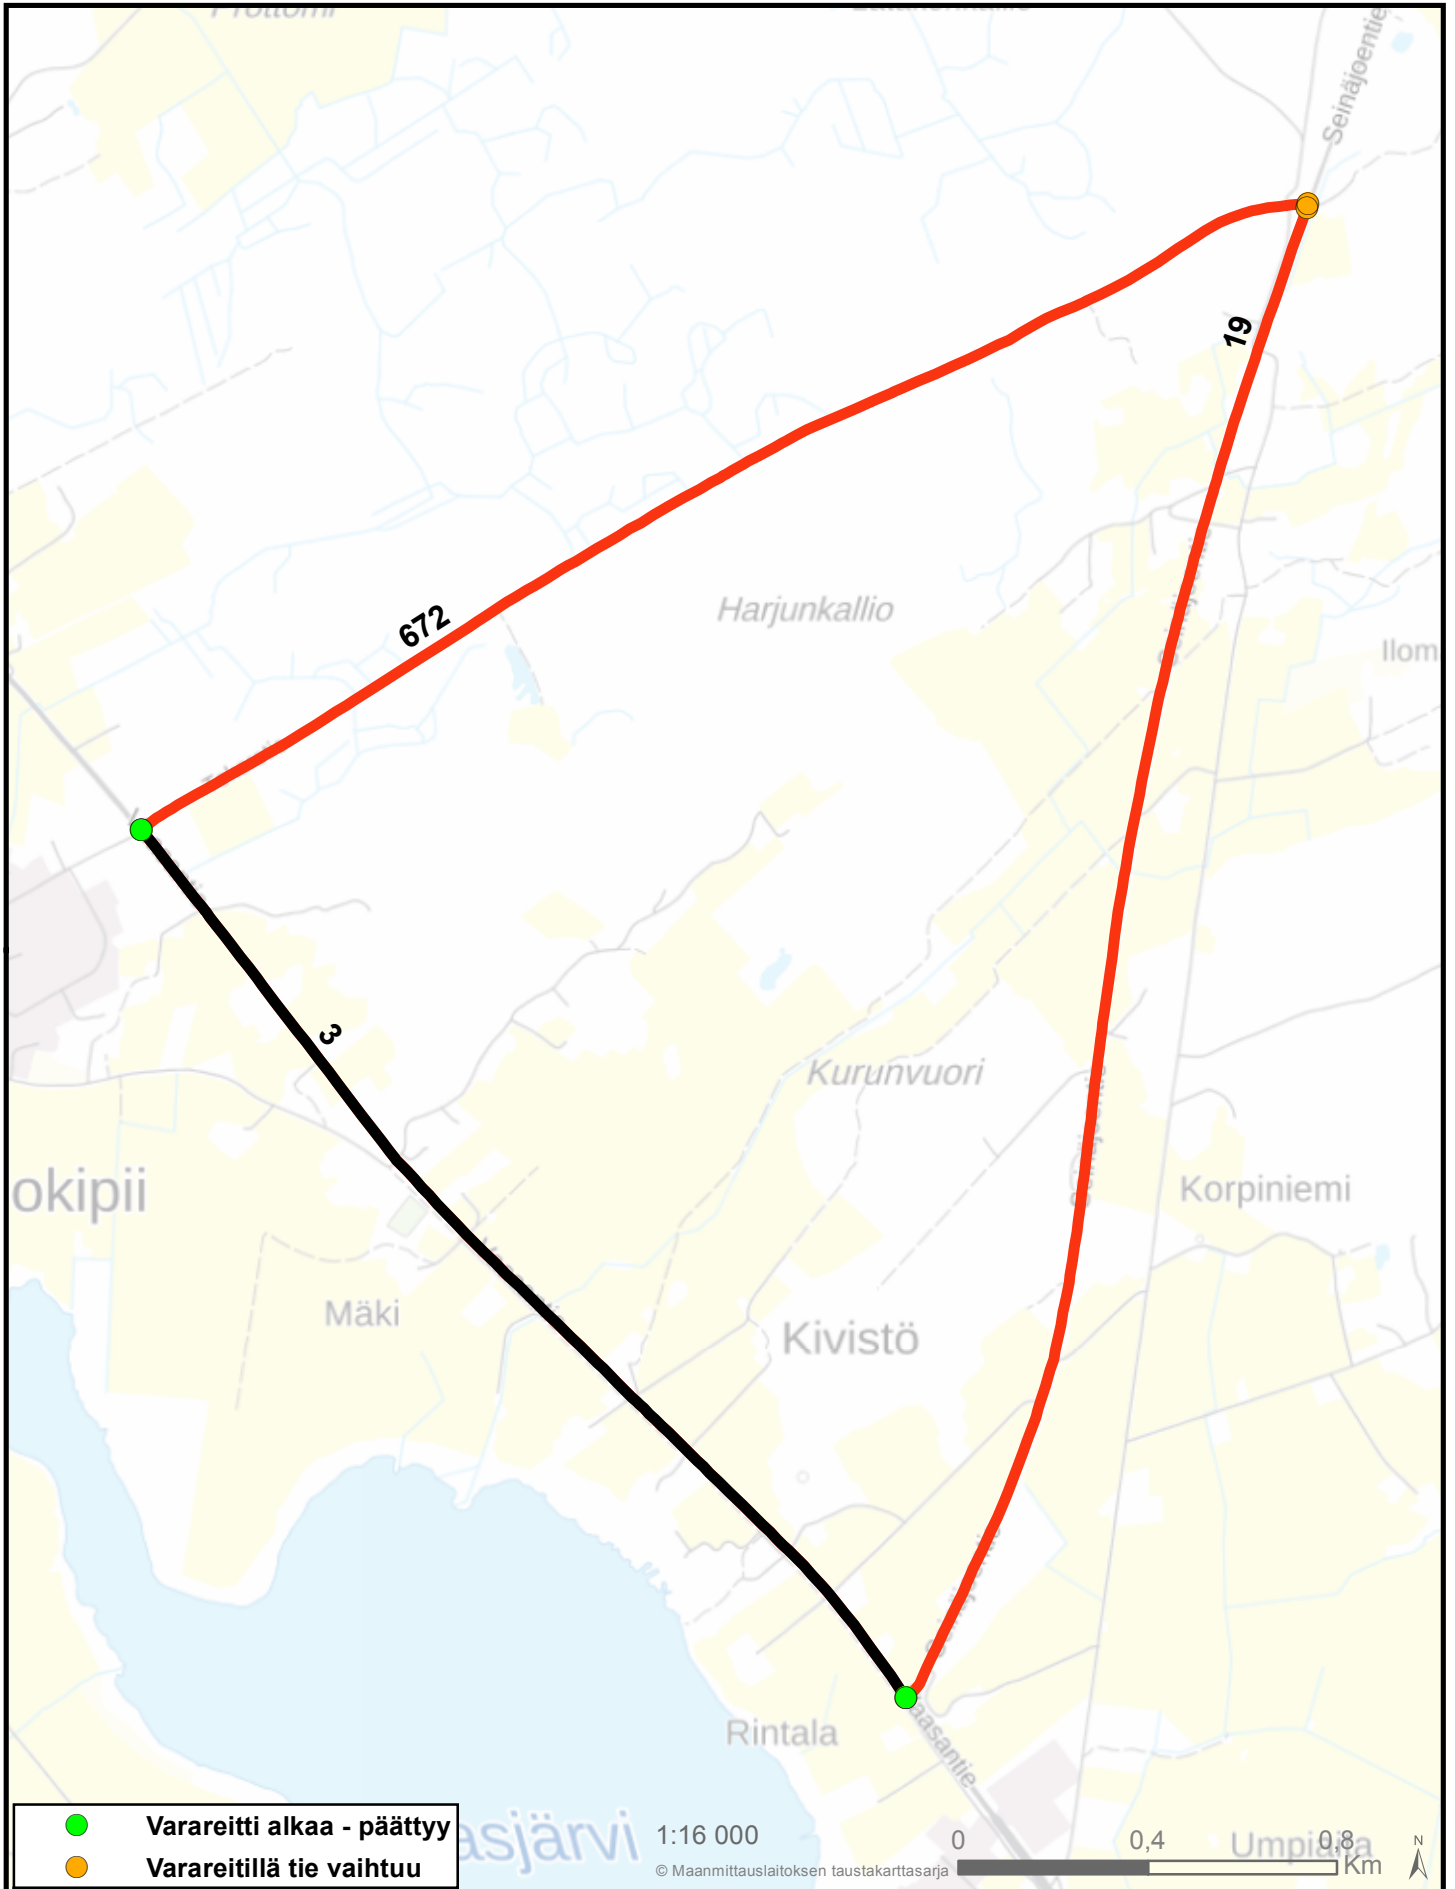 Seinäjoentie
19
672
Harjunkallio
Ilom
3
Kurunvuori
okipii
Korpiniemi
Mäki
Kivistö
Rintala
aasantie
Varareitti alkaa - päättyy
Varareitillä tie vaihtuu
asjärvi
1:16 000
© Maanmittauslaitoksen taustakarttasarja
0 0,4 0,8
Km
N